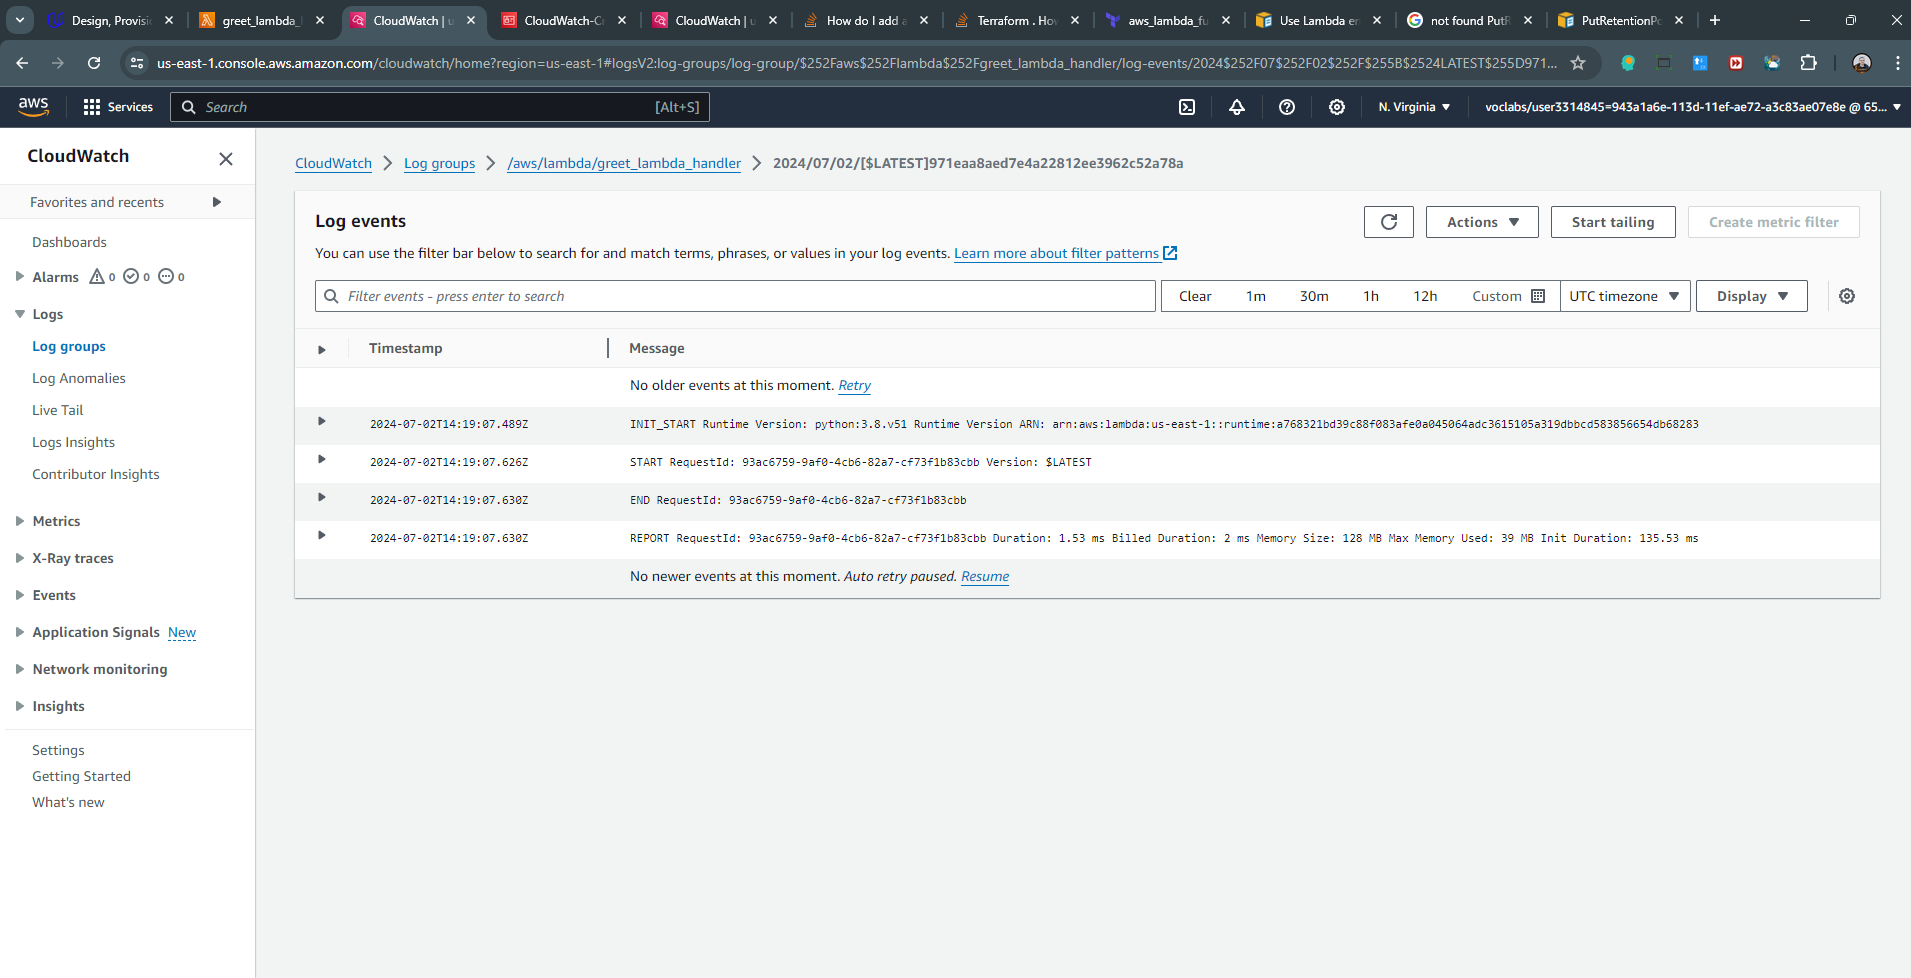 Design, Provisi
greet_lambda_
CloudWatch | u
CloudWatch-Cr
CloudWatch | u
How do I add a
Terraform . Hov
aws_lambda_fu
Use Lambda en
not found PutR
PutRetentionPo
us-east-1.console.aws.amazon.com/cloudwatch/home?region=us-east-1#logsV2:log-groups/log-group/$252Faws$252Flambda$252Fgreet_lambda_handler/log-events/2024$252F07$252F02$252F$255B$2524LATEST$255D971...
aws
Services
Search
[Alt+S]
N. Virginia
voclabs/user3314845=943a1a6e-113d-11ef-ae72-a3c83ae07e8e @ 65...
CloudWatch
Favorites and recents
Dashboards
Alarms 0 0 0
Logs
Log groups
Log Anomalies
Live Tail
Logs Insights
Contributor Insights
Metrics
X-Ray traces
Events
Application Signals New
Network monitoring
Insights
Settings
Getting Started
What's new
CloudWatch > Log groups > /aws/lambda/greet_lambda_handler > 2024/07/02/[$LATEST]971eaa8aed7e4a22812ee3962c52a78a
Log events
Actions
Start tailing
Create metric filter
You can use the filter bar below to search for and match terms, phrases, or values in your log events. Learn more about filter patterns
Filter events - press enter to search
Clear 1m 30m 1h 12h Custom UTC timezone Display
Timestamp Message
No older events at this moment. Retry
2024-07-02T14:19:07.489Z INIT_START Runtime Version: python:3.8.v51 Runtime Version ARN: arn:aws:lambda:us-east-1::runtime:a768321bd39c88f083afe0a045064adc3615105a319dbbcd583856654db68283
2024-07-02T14:19:07.626Z START RequestId: 93ac6759-9af0-4cb6-82a7-cf73f1b83cbb Version: $LATEST
2024-07-02T14:19:07.630Z END RequestId: 93ac6759-9af0-4cb6-82a7-cf73f1b83cbb
2024-07-02T14:19:07.630Z REPORT RequestId: 93ac6759-9af0-4cb6-82a7-cf73f1b83cbb Duration: 1.53 ms Billed Duration: 2 ms Memory Size: 128 MB Max Memory Used: 39 MB Init Duration: 135.53 ms
No newer events at this moment. Auto retry paused. Resume